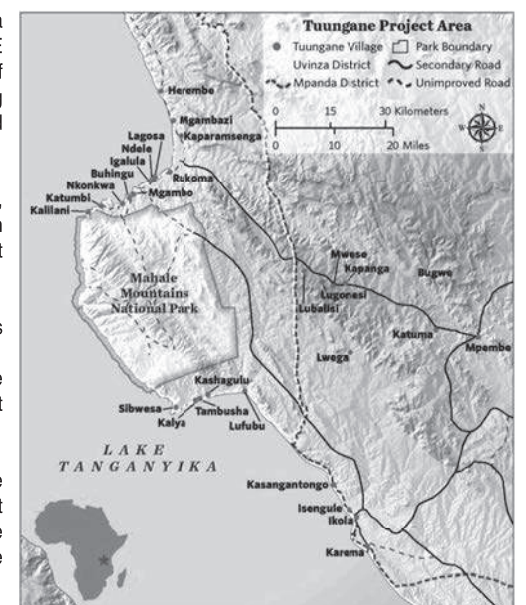 Tuungane Project Area
Tuungane Village
Park Boundary
Uvinza District
Secondary Road
Mpanda District
Unimproved Road
0 15 30 Kilometers
0 10 20 Miles
N
W E
S
Herembe
Mgambazi
Kaparamsenga
Lagosa
Ndele
Igalula
Buhingu
Nkonkwa
Katumbi
Kalilani
Rukoma
Mgambo
Mahale
Mountains
National Park
Mwese
Kapanga
Bugwe
Lugonesi
Lubalisi
Katuma
Mpembe
Lwega
Kashagulu
Sibwesa
Kalya
Tambusha
Lufubu
LAKE
TANGANYIKA
Kasangantongo
Isengule
Ikola
Karema